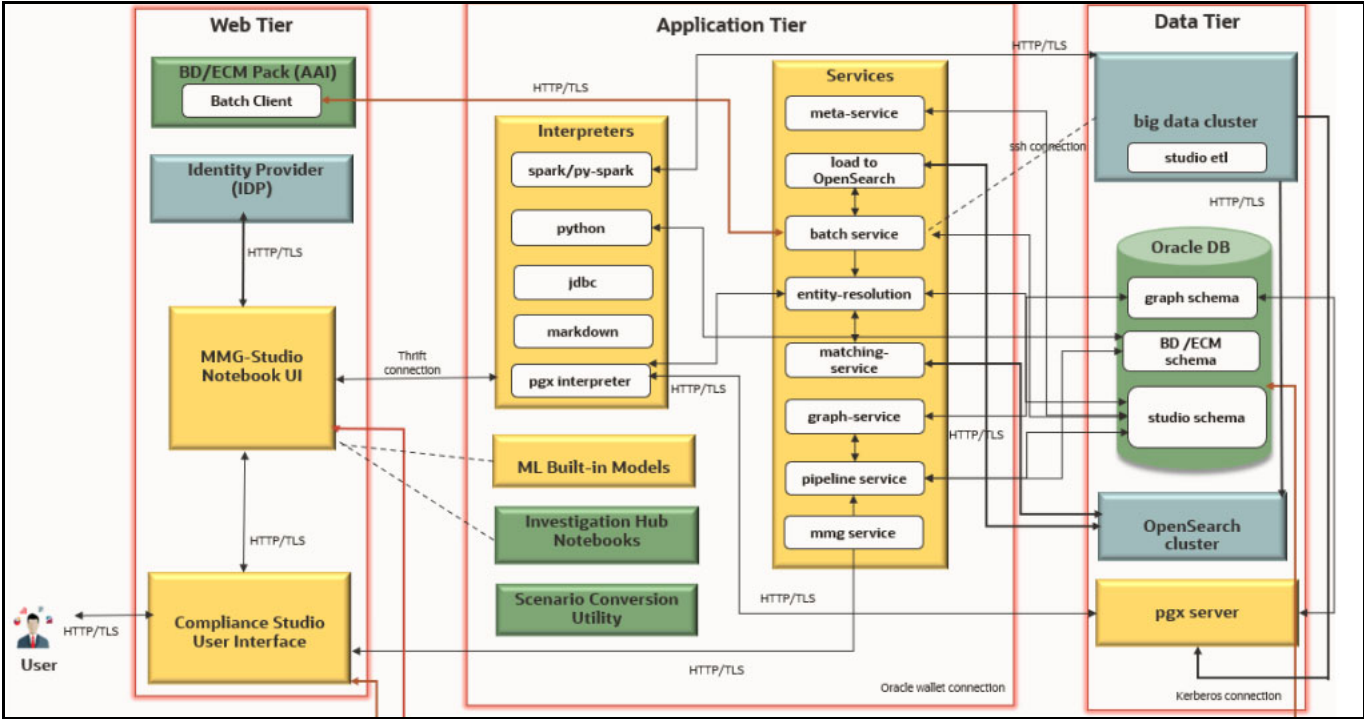 Web Tier
BD/ECM Pack (AAI)
Batch Client
Identity Provider
(IDP)
HTTP/TLS
MMG-Studio
Notebook UI
HTTP/TLS
Compliance Studio
User Interface
HTTP/TLS
User
Application Tier
HTTP/TLS
HTTP/TLS
Interpreters
spark/py-spark
python
jdbc
markdown
pgx interpreter
Thrift
connection
HTTP/TLS
ML Built-in Models
Investigation Hub
Notebooks
Scenario Conversion
Utility
Services
meta-service
load to
OpenSearch
batch service
entity-resolution
matching-
service
graph-service
pipeline service
mmg service
ssh connection
HTTP/TLS
HTTP/TLS
HTTP/TLS
Oracle wallet connection
Data Tier
big data cluster
studio etl
HTTP/TLS
Oracle DB
graph schema
BD /ECM
schema
studio schema
OpenSearch
cluster
pgx server
Kerberos connection